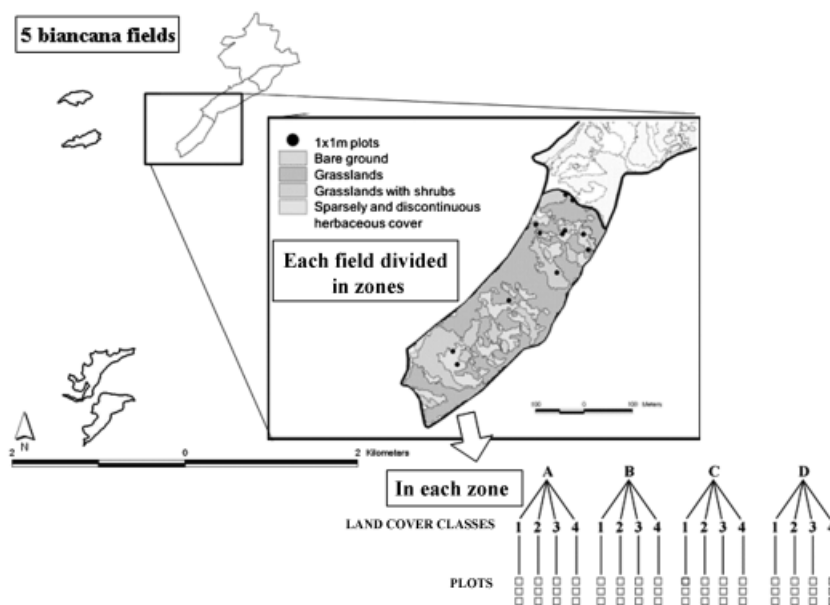 5 biancana fields
1x1m plots
Bare ground
Grasslands
Grasslands with shrubs
Sparsely and discontinuous
herbaceous cover
Each field divided
in zones
100 0 100 Meters
N
2 0 2 Kilometers
In each zone
A B C D
LAND COVER CLASSES 1 2 3 4 1 2 3 4 1 2 3 4 1 2 3 4
PLOTS